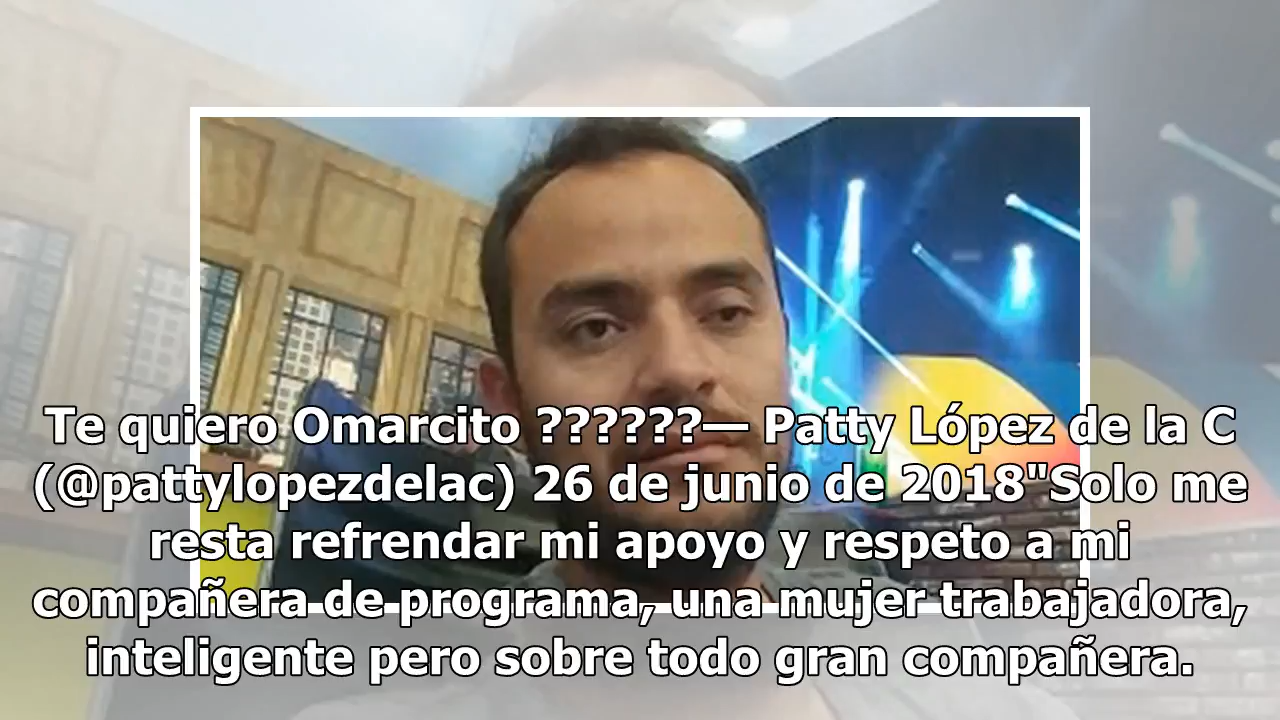 Te quiero Omarcito ??????— Patty López de la C
(@pattylopezdelac) 26 de junio de 2018"Solo me
resta refrendar mi apoyo y respeto a mi
compañera de programa, una mujer trabajadora,
inteligente pero sobre todo gran compañera.